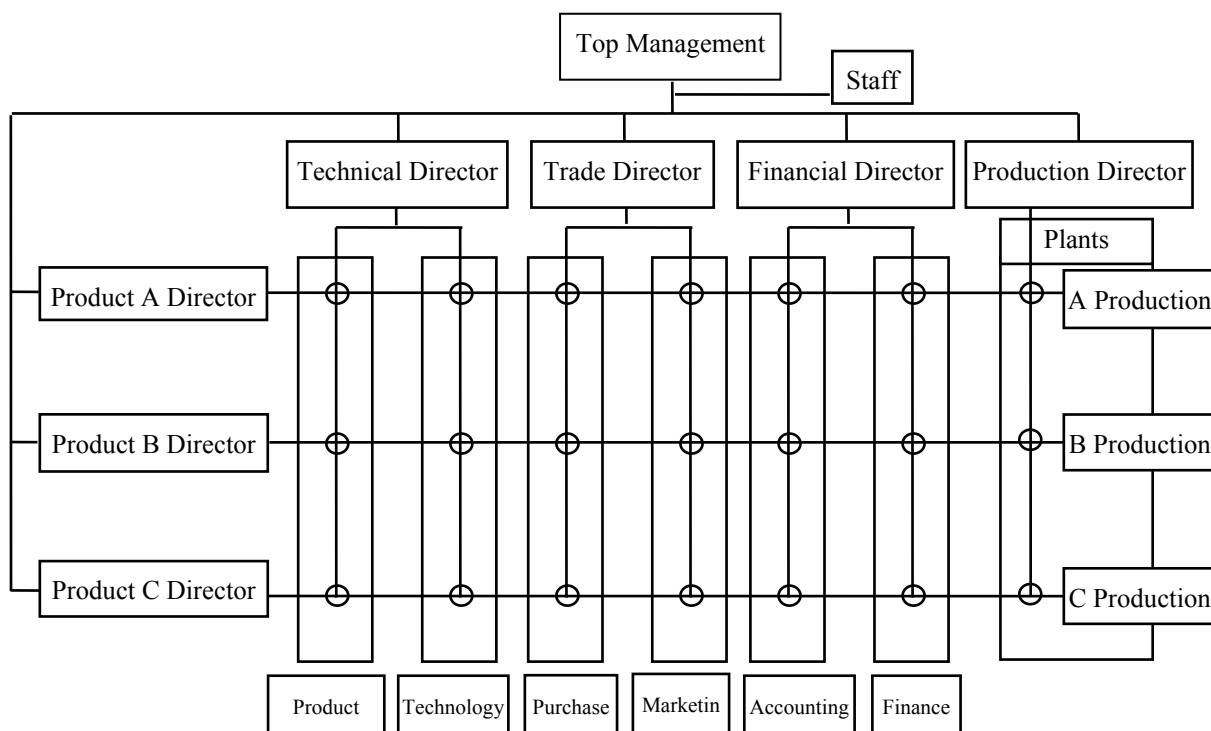 Top Management
Staff
Technical Director
Trade Director
Financial Director
Production Director
Plants
Product A Director
A Production
Product B Director
B Production
Product C Director
C Production
Product
Technology
Purchase
Marketin
Accounting
Finance